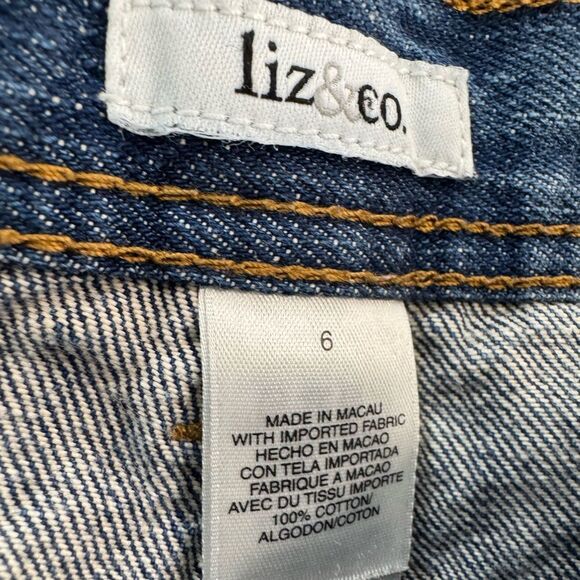 liz&co.
6
MADE IN MACAU
WITH IMPORTED FABRIC
HECHO EN MACAO
CON TELA IMPORTADA
FABRIQUE A MACAO
AVEC DU TISSU IMPORTE
100% COTTON/
ALGODON/COTON